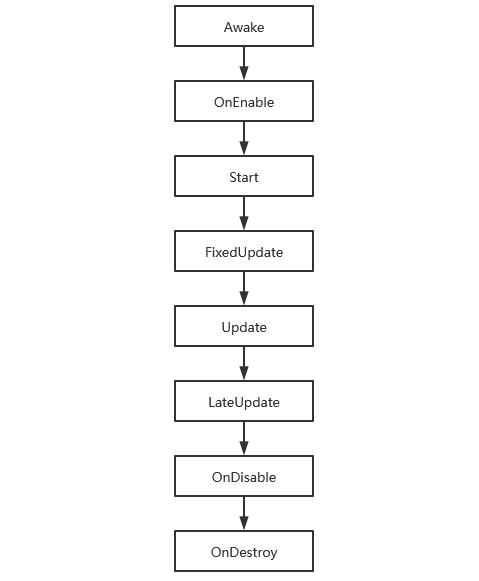 Awake
OnEnable
Start
FixedUpdate
Update
LateUpdate
OnDisable
OnDestroy